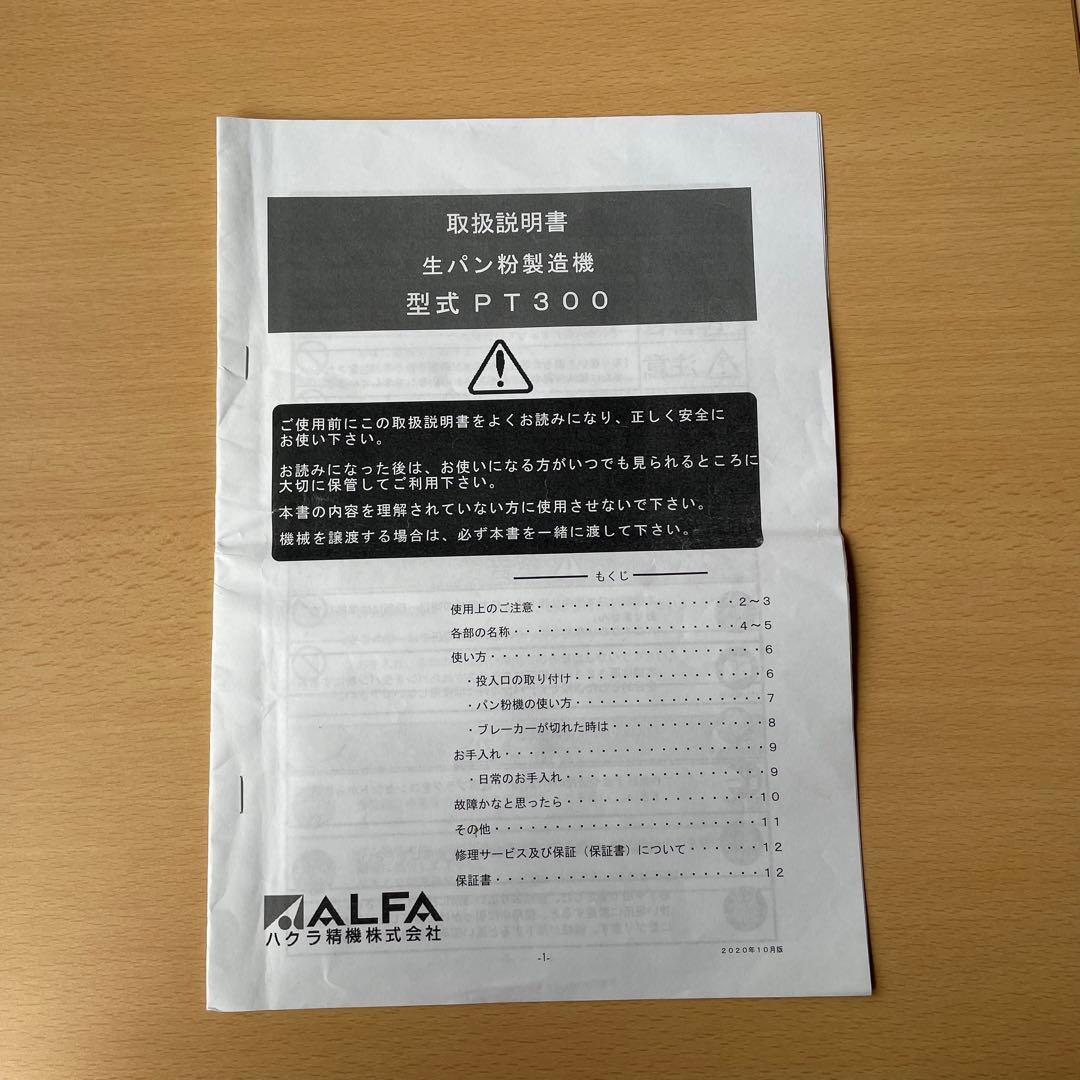 取扱説明書
生パン粉製造機
型式 PT300
ご使用前にこの取扱説明書をよくお読みになり、正しく安全に
お使い下さい。
お読みになった後は、お使いになる方がいつでも見られるところに
大切に保管してご利用下さい。
本書の内容を理解されていない方に使用させないで下さい。
機械を譲渡する場合は、必ず本書を一緒に渡して下さい。
もくじ
使用上のご注意・・・・・・・・・・・・・・・・・2～3
各部の名称・・・・・・・・・・・・・・・・・・・4～5
使い方・・・・・・・・・・・・・・・・・・・・・・・6
・投入口の取り付け・・・・・・・・・・・・・・・・6
・パン粉機の使い方・・・・・・・・・・・・・・・・7
・ブレーカーが切れた時は・・・・・・・・・・・・・8
お手入れ・・・・・・・・・・・・・・・・・・・・・・9
・日常のお手入れ・・・・・・・・・・・・・・・・・9
故障かなと思ったら・・・・・・・・・・・・・・・・10
その他・・・・・・・・・・・・・・・・・・・・・・11
修理サービス及び保証（保証書）について・・・・・・12
保証書・・・・・・・・・・・・・・・・・・・・・・12
ALFA
ハクラ精機株式会社
2020年10月版
-1-